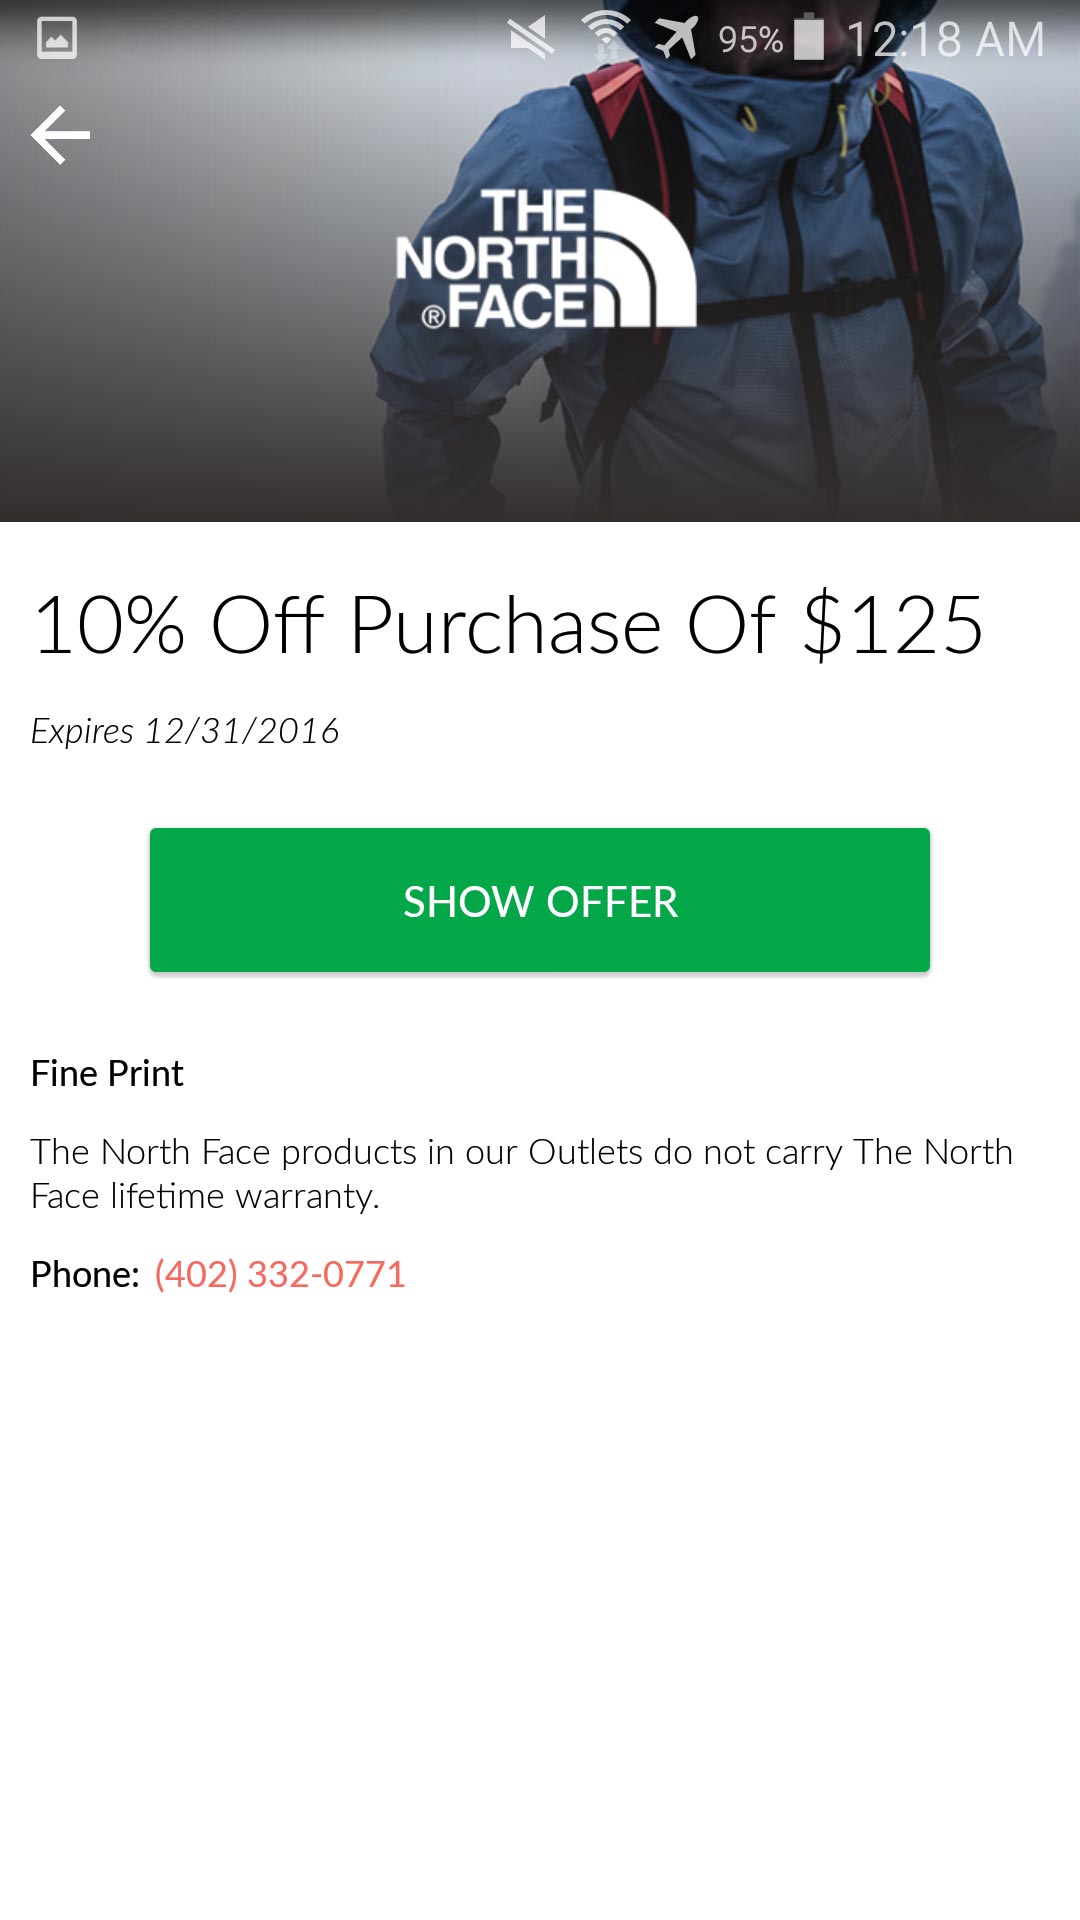 95% 12:18 AM
THE
NORTH
®FACE
10% Off Purchase Of $125
Expires 12/31/2016
SHOW OFFER
Fine Print
The North Face products in our Outlets do not carry The North
Face lifetime warranty.
Phone: (402) 332-0771